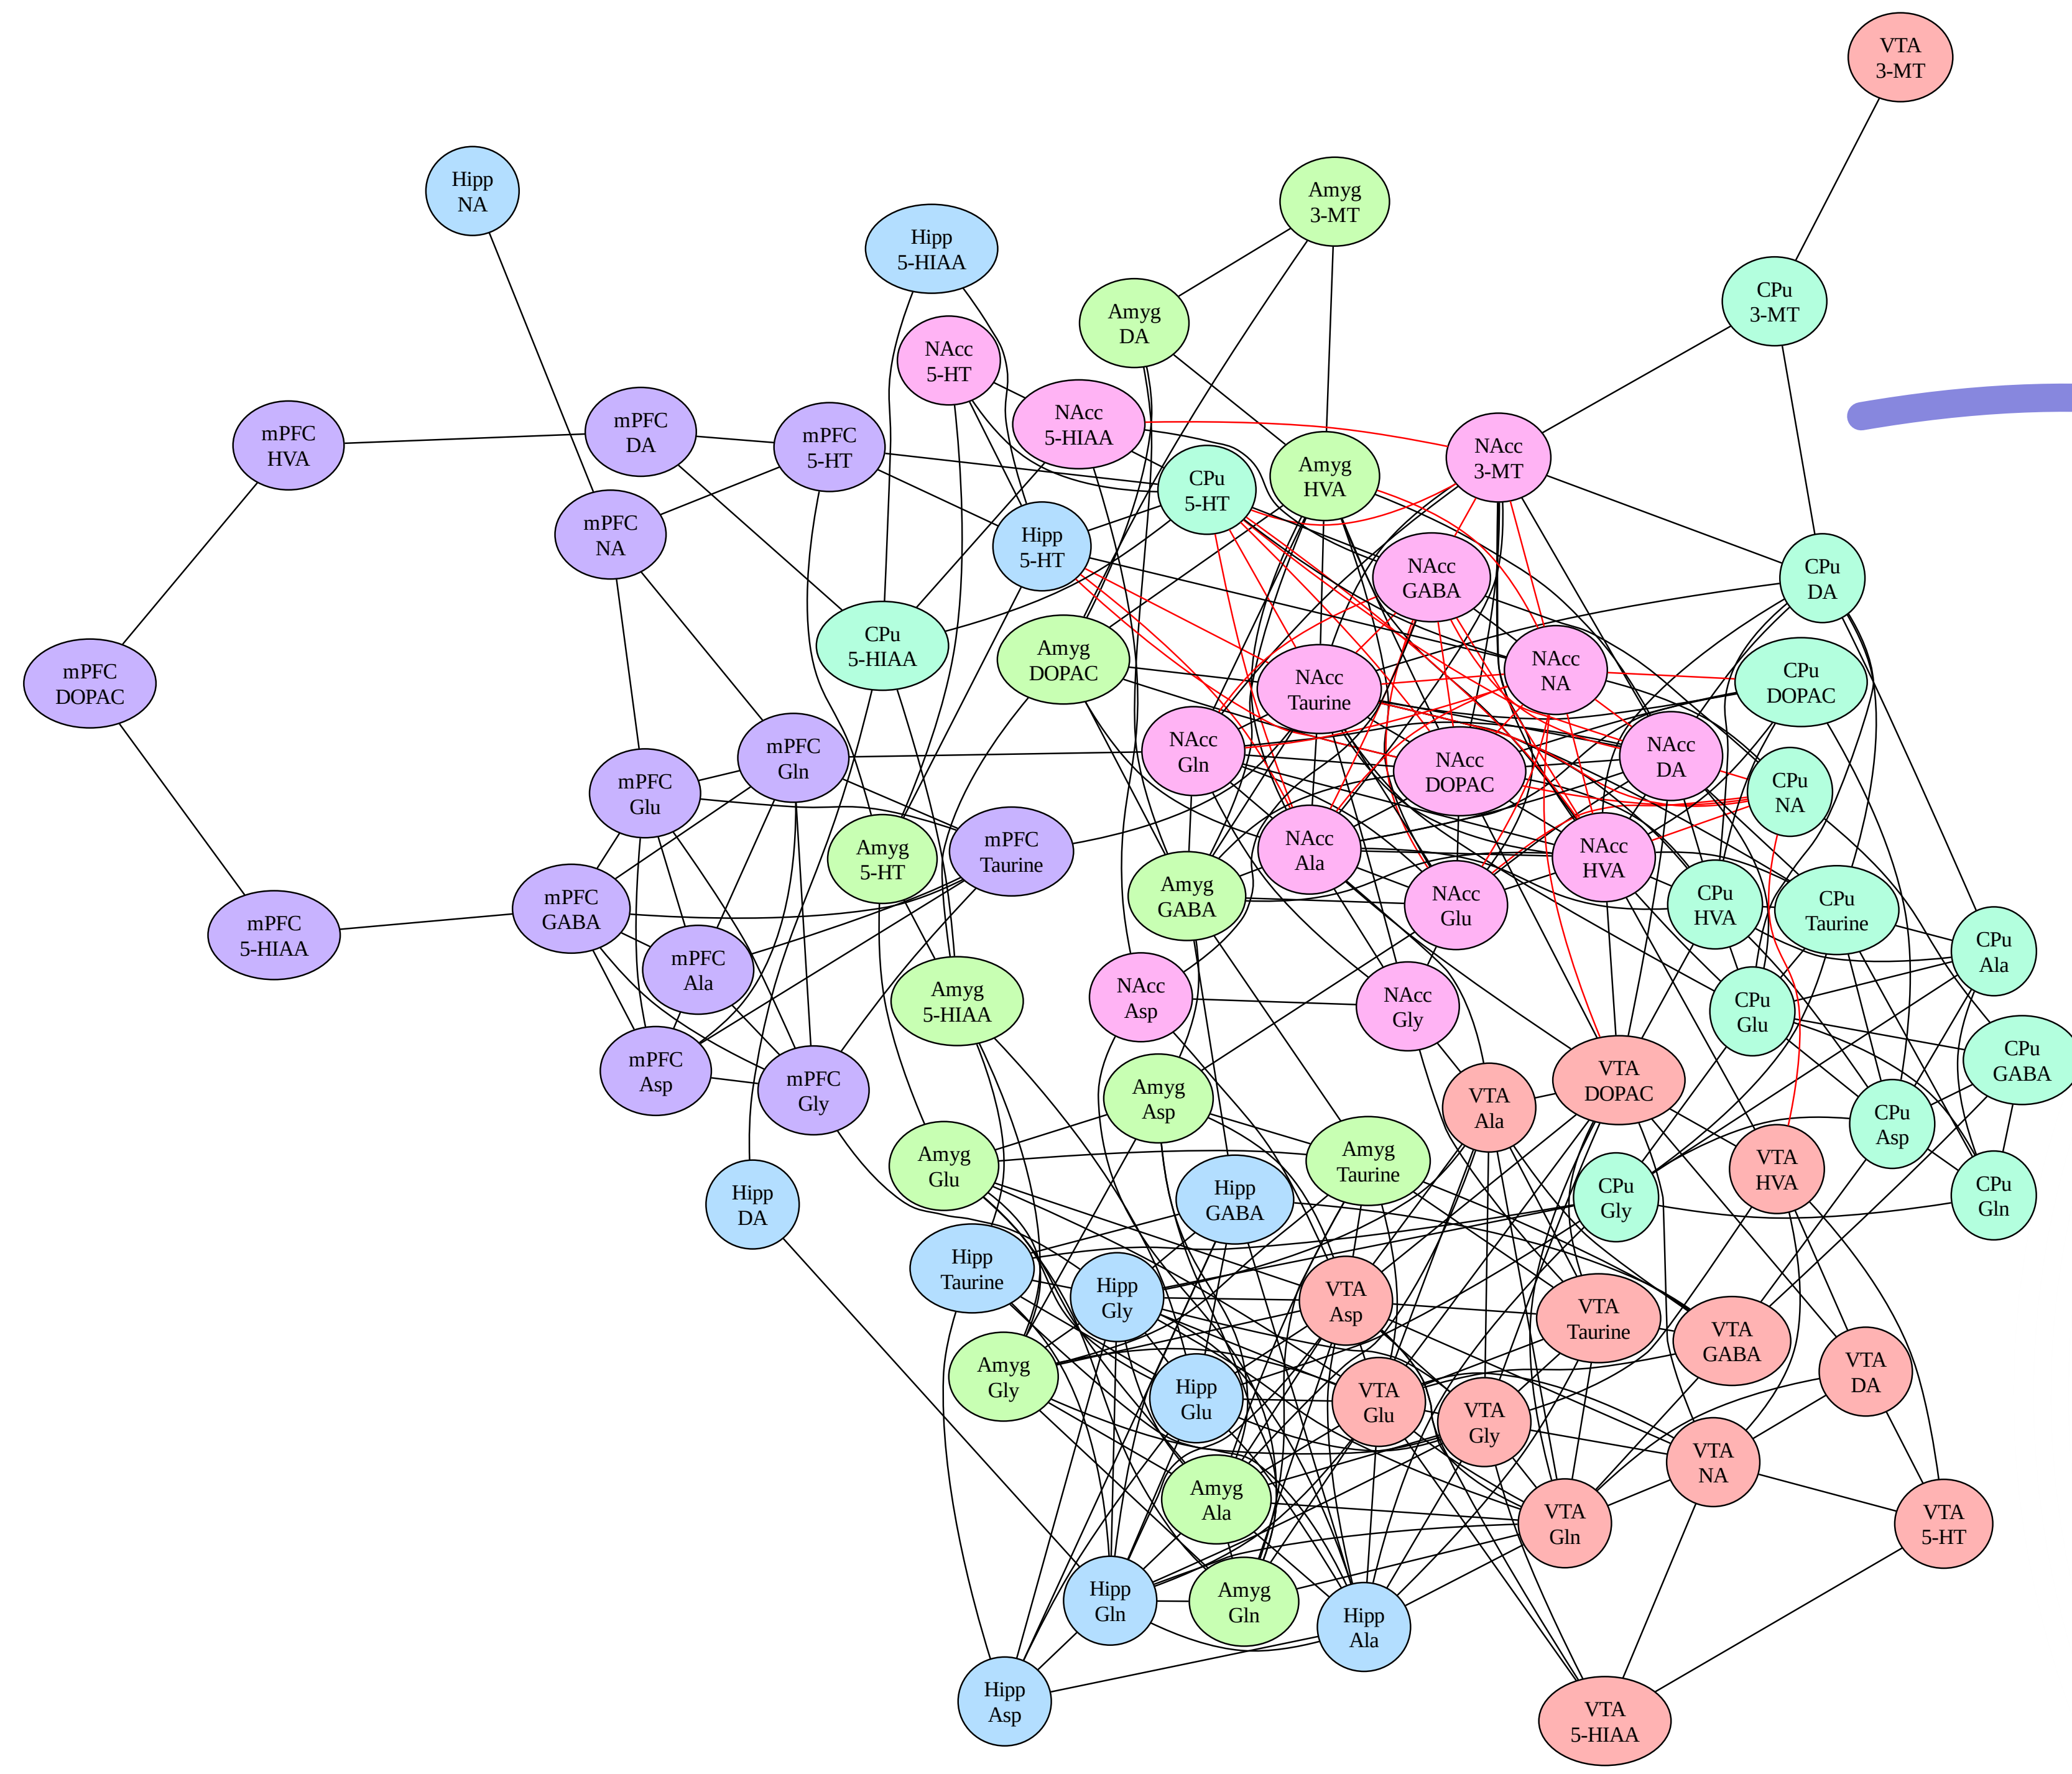 VTA
3-MT
Hipp
NA
Amyg
3-MT
Hipp
5-HIAA
CPu
3-MT
Amyg
DA
NAcc
5-HT
NAcc
5-HIAA
mPFC
HVA
mPFC
DA
mPFC
5-HT
NAcc
3-MT
Amyg
HVA
CPu
5-HT
mPFC
NA
Hipp
5-HT
NAcc
GABA
CPu
DA
CPu
5-HIAA
Amyg
DOPAC
NAcc
NA
mPFC
DOPAC
NAcc
Taurine
CPu
DOPAC
mPFC
Gln
NAcc
Gln
NAcc
DOPAC
NAcc
DA
mPFC
Glu
CPu
NA
Amyg
5-HT
mPFC
Taurine
NAcc
Ala
NAcc
HVA
mPFC
GABA
Amyg
GABA
NAcc
Glu
CPu
HVA
CPu
Taurine
mPFC
5-HIAA
mPFC
Ala
CPu
Ala
Amyg
5-HIAA
NAcc
Asp
NAcc
Gly
CPu
Glu
mPFC
Asp
mPFC
Gly
CPu
GABA
VTA
DOPAC
Amyg
Asp
VTA
Ala
CPu
Asp
Amyg
Glu
Amyg
Taurine
VTA
HVA
Hipp
DA
Hipp
GABA
CPu
Gly
CPu
Gln
Hipp
Taurine
Hipp
Gly
VTA
Asp
VTA
Taurine
VTA
GABA
Amyg
Gly
Hipp
Glu
VTA
Glu
VTA
Gly
VTA
DA
VTA
NA
Amyg
Ala
VTA
Gln
VTA
5-HT
Hipp
Gln
Amyg
Gln
Hipp
Ala
Hipp
Asp
VTA
5-HIAA